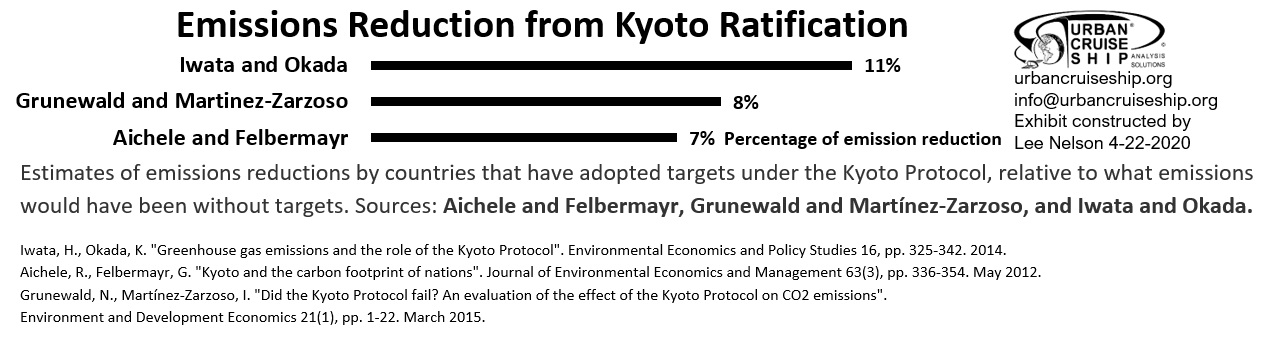 Emissions Reduction from Kyoto Ratification
Iwata and Okada 11%
Grunewald and Martinez-Zarzoso 8%
Aichele and Felbermayr 7% Percentage of emission reduction
URBAN®
CRUISE
SHIP ANALYSIS SOLUTIONS
©
urbancruiseship.org
info@urbancruiseship.org
Exhibit constructed by
Lee Nelson 4-22-2020
Estimates of emissions reductions by countries that have adopted targets under the Kyoto Protocol, relative to what emissions
would have been without targets. Sources: Aichele and Felbermayr, Grunewald and Martínez-Zarzoso, and Iwata and Okada.
Iwata, H., Okada, K. "Greenhouse gas emissions and the role of the Kyoto Protocol". Environmental Economics and Policy Studies 16, pp. 325-342. 2014.
Aichele, R., Felbermayr, G. "Kyoto and the carbon footprint of nations". Journal of Environmental Economics and Management 63(3), pp. 336-354. May 2012.
Grunewald, N., Martínez-Zarzoso, I. "Did the Kyoto Protocol fail? An evaluation of the effect of the Kyoto Protocol on CO2 emissions".
Environment and Development Economics 21(1), pp. 1-22. March 2015.